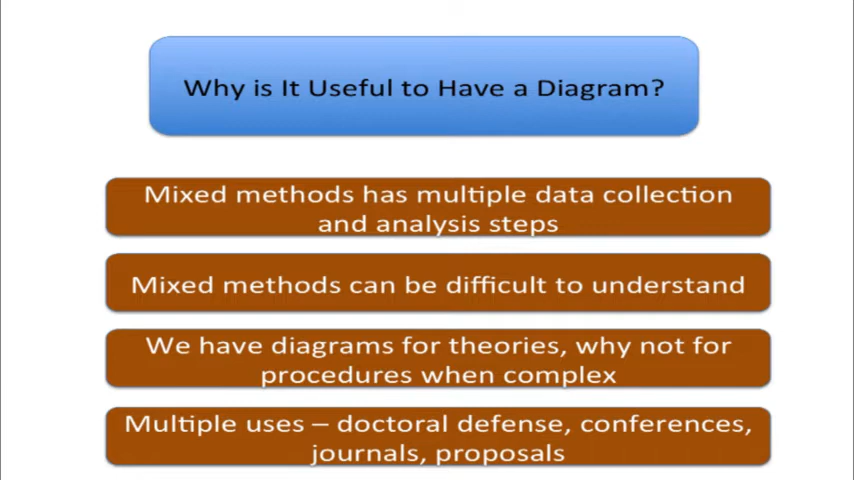 Why is It Useful to Have a Diagram?
Mixed methods has multiple data collection
and analysis steps
Mixed methods can be difficult to understand
We have diagrams for theories, why not for
procedures when complex
Multiple uses – doctoral defense, conferences,
journals, proposals